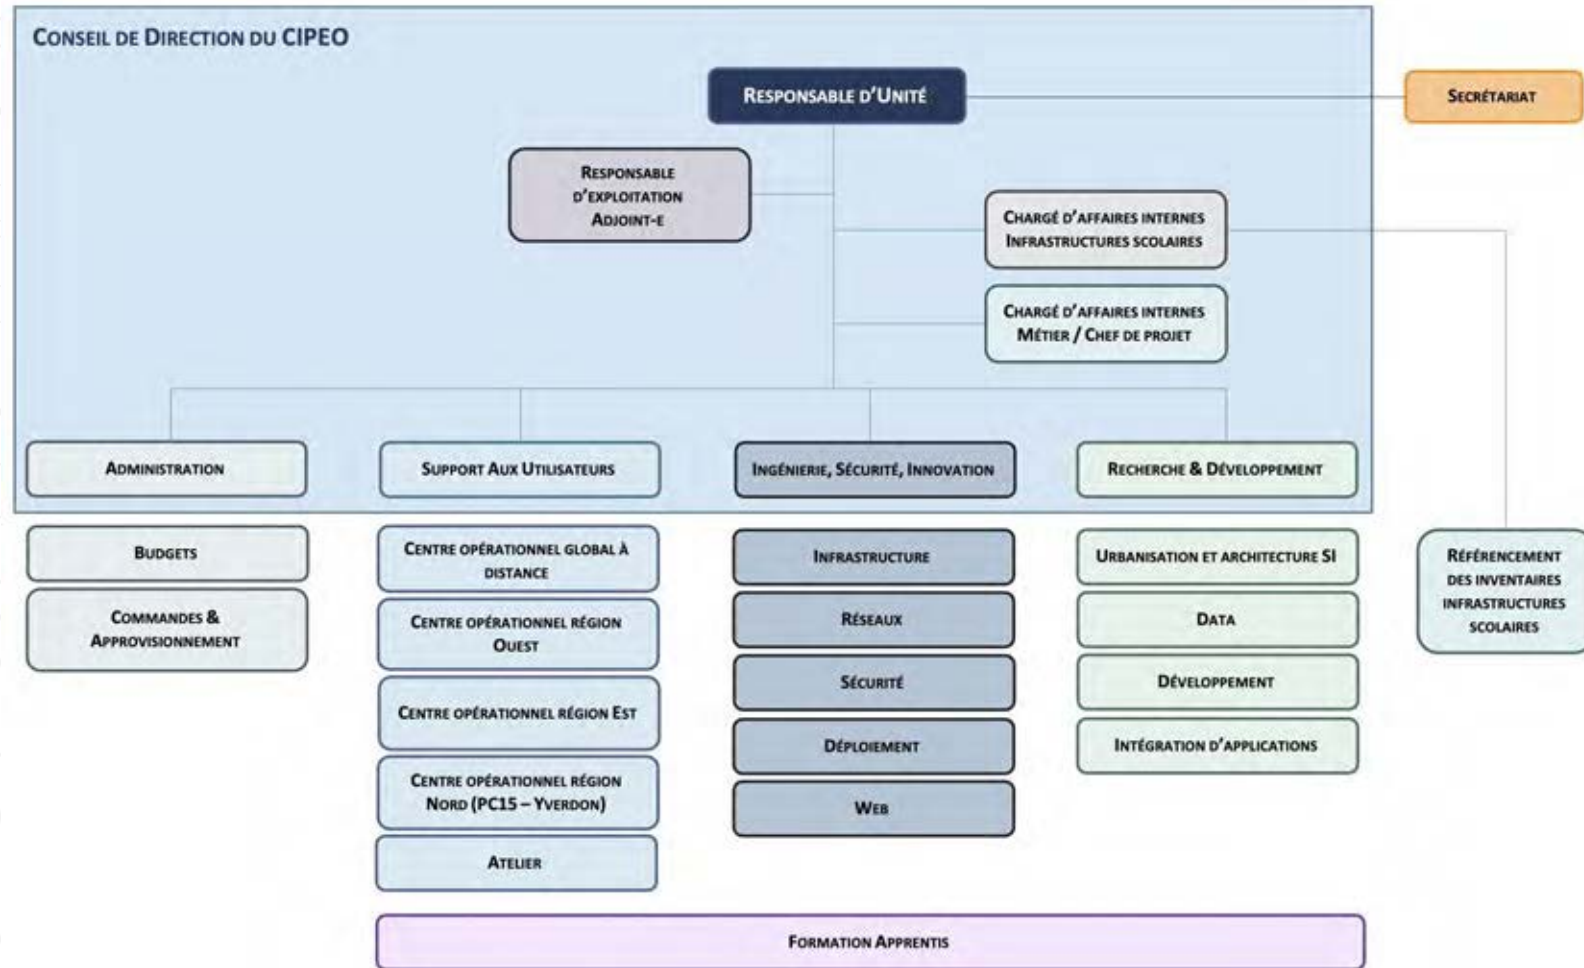 CONSEIL DE DIRECTION DU CIPEO
RESPONSABLE D'UNITÉ
SECRÉTARIAT
RESPONSABLE
D'EXPLOITATION
ADJOINT-E
CHARGÉ D'AFFAIRES INTERNES
INFRASTRUCTURES SCOLAIRES
CHARGÉ D'AFFAIRES INTERNES
MÉTIER / CHEF DE PROJET
ADMINISTRATION
SUPPORT AUX UTILISATEURS
INGÉNIERIE, SÉCURITÉ, INNOVATION
RECHERCHE & DÉVELOPPEMENT
BUDGETS
COMMANDES &
APPROVISIONNEMENT
CENTRE OPÉRATIONNEL GLOBAL À
DISTANCE
CENTRE OPÉRATIONNEL RÉGION
OUEST
CENTRE OPÉRATIONNEL RÉGION EST
CENTRE OPÉRATIONNEL RÉGION
NORD (PC15 – YVERDON)
ATELIER
INFRASTRUCTURE
RÉSEAUX
SÉCURITÉ
DÉPLOIEMENT
WEB
URBANISATION ET ARCHITECTURE SI
DATA
DÉVELOPPEMENT
INTÉGRATION D'APPLICATIONS
RÉFÉRENCEMENT
DES INVENTAIRES
INFRASTRUCTURES
SCOLAIRES
FORMATION APPRENTIS